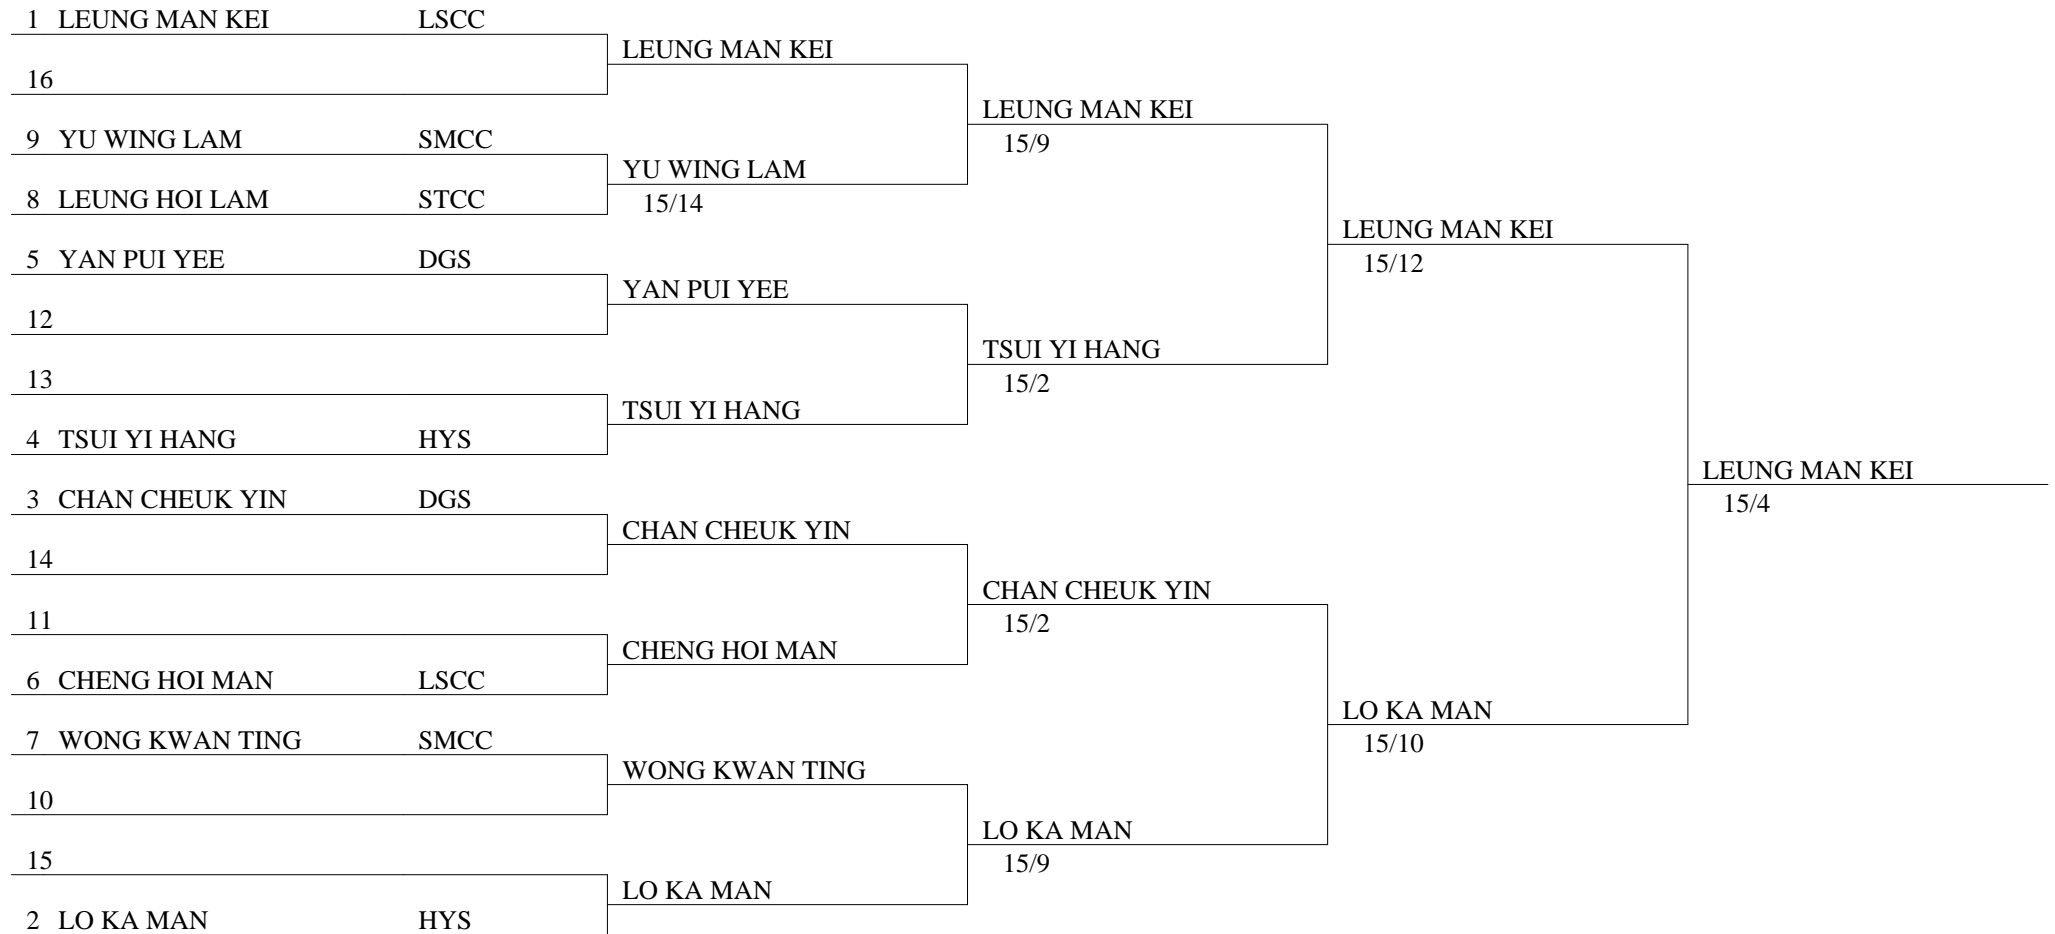 1 LEUNG MAN KEI LSCC
LEUNG MAN KEI
16
LEUNG MAN KEI
9 YU WING LAM SMCC
15/9
YU WING LAM
8 LEUNG HOI LAM STCC
15/14
LEUNG MAN KEI
5 YAN PUI YEE DGS
15/12
YAN PUI YEE
12
TSUI YI HANG
13
15/2
TSUI YI HANG
4 TSUI YI HANG HYS
LEUNG MAN KEI
3 CHAN CHEUK YIN DGS
15/4
CHAN CHEUK YIN
14
CHAN CHEUK YIN
11
15/2
CHENG HOI MAN
6 CHENG HOI MAN LSCC
LO KA MAN
7 WONG KWAN TING SMCC
15/10
WONG KWAN TING
10
LO KA MAN
15
15/9
LO KA MAN
2 LO KA MAN HYS